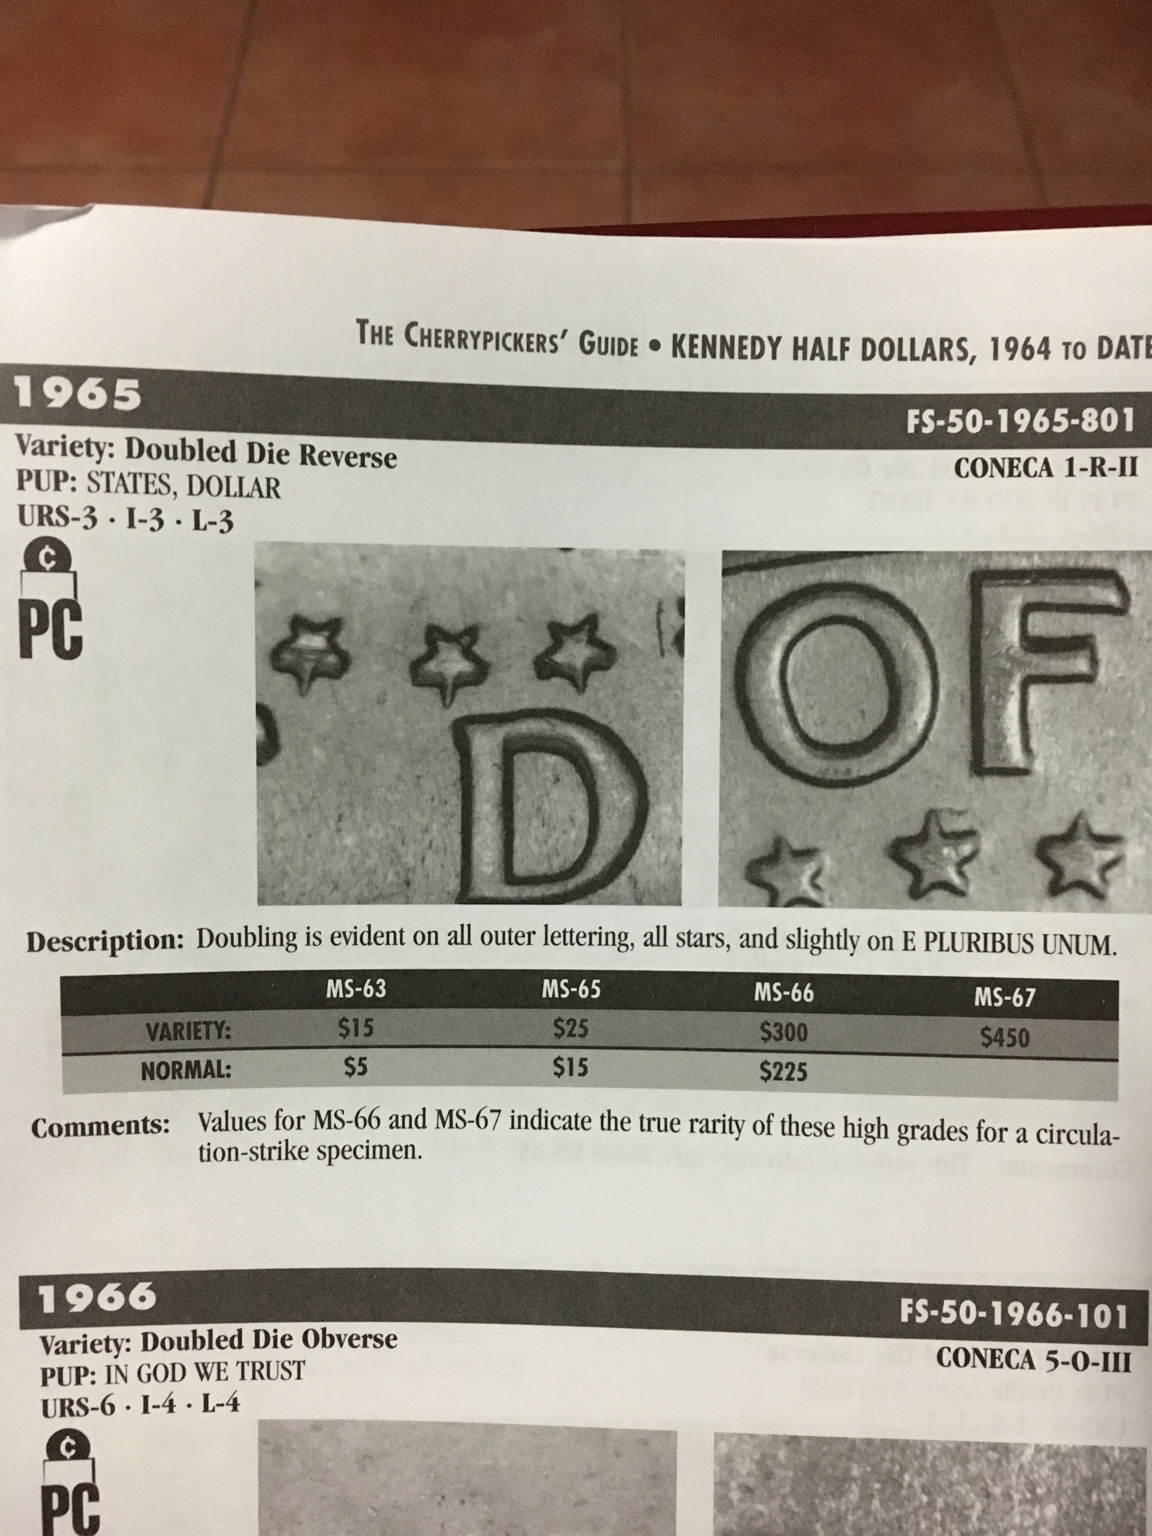 THE CHERRYPICKERS' GUIDE • KENNEDY HALF DOLLARS, 1964 TO DATE
1965
FS-50-1965-801
Variety: Doubled Die Reverse
CONECA 1-R-II
PUP: STATES, DOLLAR
URS-3 · I-3 · L-3
¢
PC
D
OF
Description: Doubling is evident on all outer lettering, all stars, and slightly on E PLURIBUS UNUM.
MS-63 MS-65 MS-66 MS-67
VARIETY: $15 $25 $300 $450
NORMAL: $5 $15 $225
Comments: Values for MS-66 and MS-67 indicate the true rarity of these high grades for a circula-
tion-strike specimen.
1966
FS-50-1966-101
Variety: Doubled Die Obverse
CONECA 5-O-III
PUP: IN GOD WE TRUST
URS-6 · I-4 · L-4
¢
PC